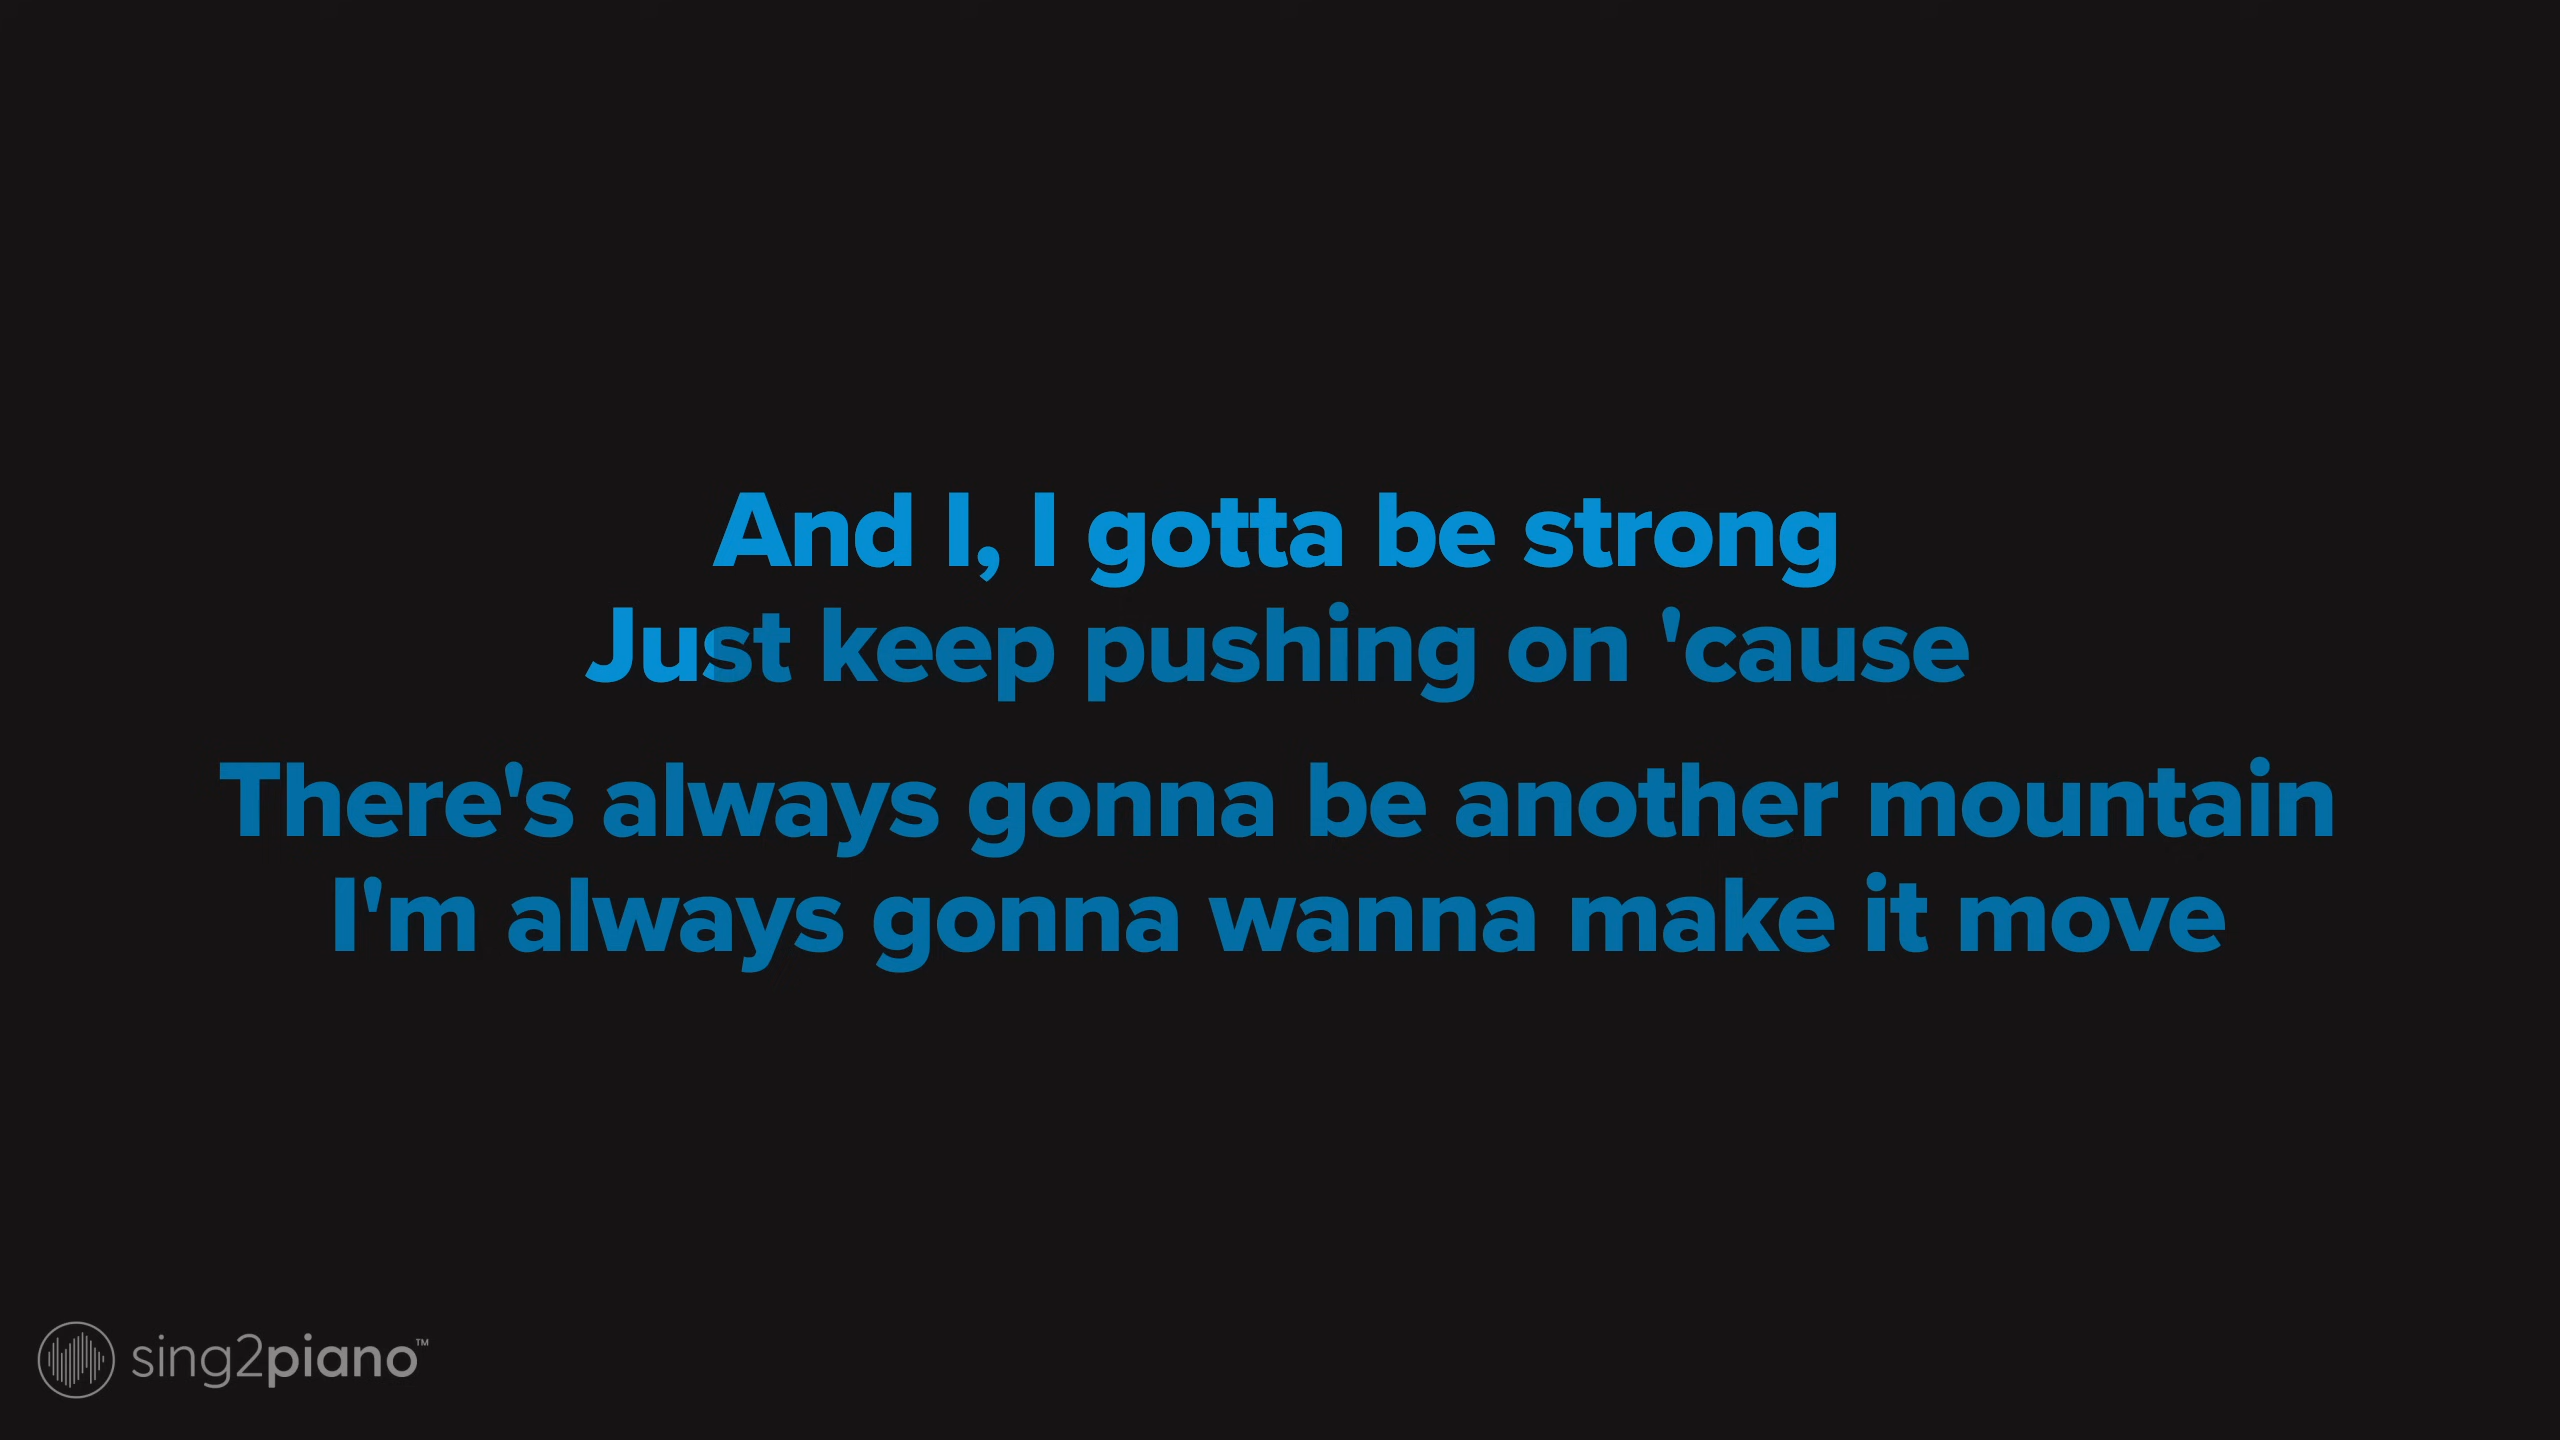 And I, I gotta be strong
Just keep pushing on 'cause
There's always gonna be another mountain
I'm always gonna wanna make it move
sing2piano™